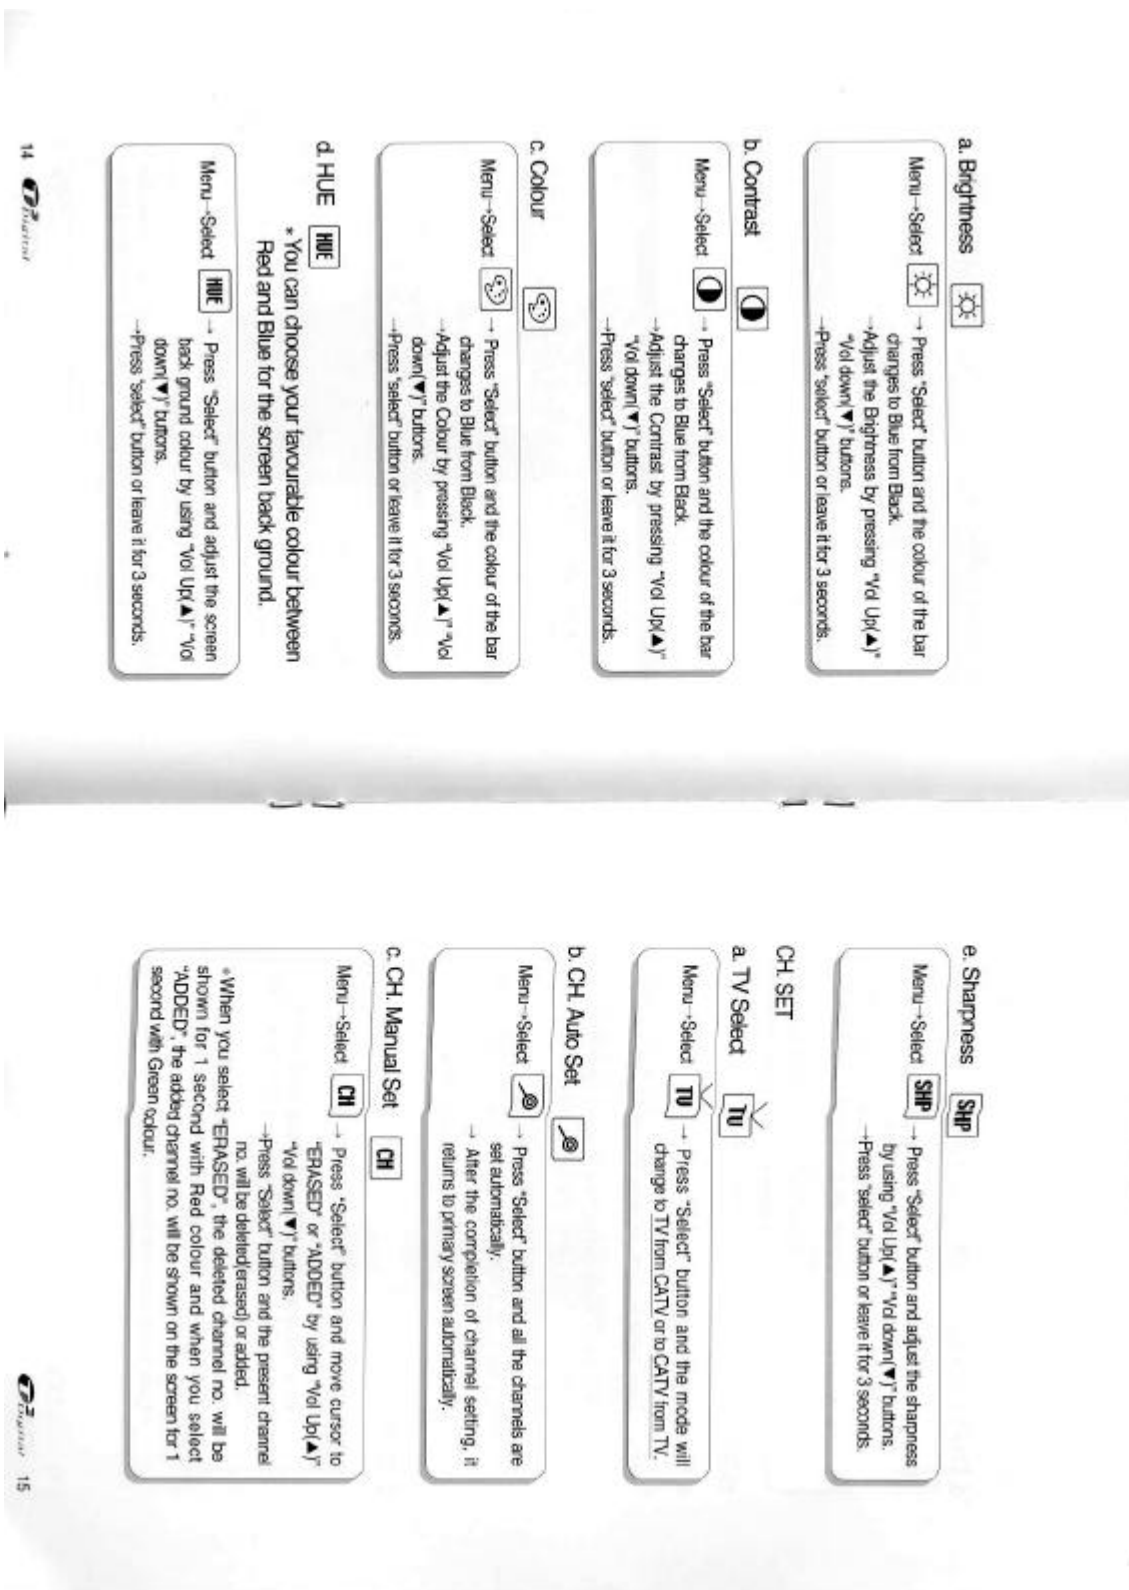 a. Brightness
Menu→Select → Press "Select" button and the colour of the bar
changes to Blue from Black.
→Adjust the Brightness by pressing "Vol Up(▲)"
"Vol down(▼)" buttons.
→Press "select" button or leave it for 3 seconds.
b. Contrast
Menu→Select → Press "Select" button and the colour of the bar
changes to Blue from Black.
→Adjust the Contrast by pressing "Vol Up(▲)"
"Vol down(▼)" buttons.
→Press "select" button or leave it for 3 seconds.
c. Colour
Menu→Select → Press "Select" button and the colour of the bar
changes to Blue from Black.
→Adjust the Colour by pressing "Vol Up(▲)" "Vol
down(▼)" buttons.
→Press "select" button or leave it for 3 seconds.
d. HUE HUE
* You can choose your favourable colour between
Red and Blue for the screen back ground.
Menu→Select HUE → Press "Select" button and adjust the screen
back ground colour by using "Vol Up(▲)" "Vol
down(▼)" buttons.
→Press "select" button or leave it for 3 seconds.
14 Digital
e. Sharpness SHP
Menu→Select SHP → Press "Select" button and adjust the sharpness
by using "Vol Up(▲)" "Vol down(▼)" buttons.
→Press "select" button or leave it for 3 seconds.
CH. SET
a. TV Select TU
Menu→Select TU → Press "Select" button and the mode will
change to TV from CATV or to CATV from TV.
b. CH. Auto Set
Menu→Select → Press "Select" button and all the channels are
set automatically.
→ After the completion of channel setting, it
returns to primary screen automatically.
c. CH. Manual Set CH
Menu→Select CH → Press "Select" button and move cursor to
"ERASED" or "ADDED" by using "Vol Up(▲)"
"Vol down(▼)" buttons.
→Press "Select" button and the present channel
no. will be deleted(erased) or added.
* When you select "ERASED", the deleted channel no. will be
shown for 1 second with Red colour and when you select
"ADDED", the added channel no. will be shown on the screen for 1
second with Green colour.
Digital 15